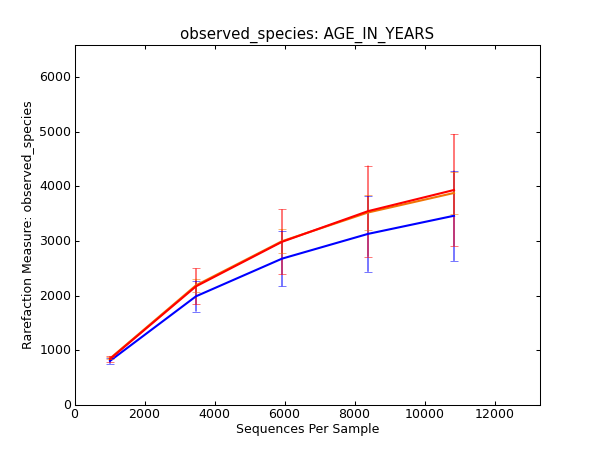 observed_species: AGE_IN_YEARS
Rarefaction Measure: observed_species
6000
5000
4000
3000
2000
1000
0
0 2000 4000 6000 8000 10000 12000
Sequences Per Sample